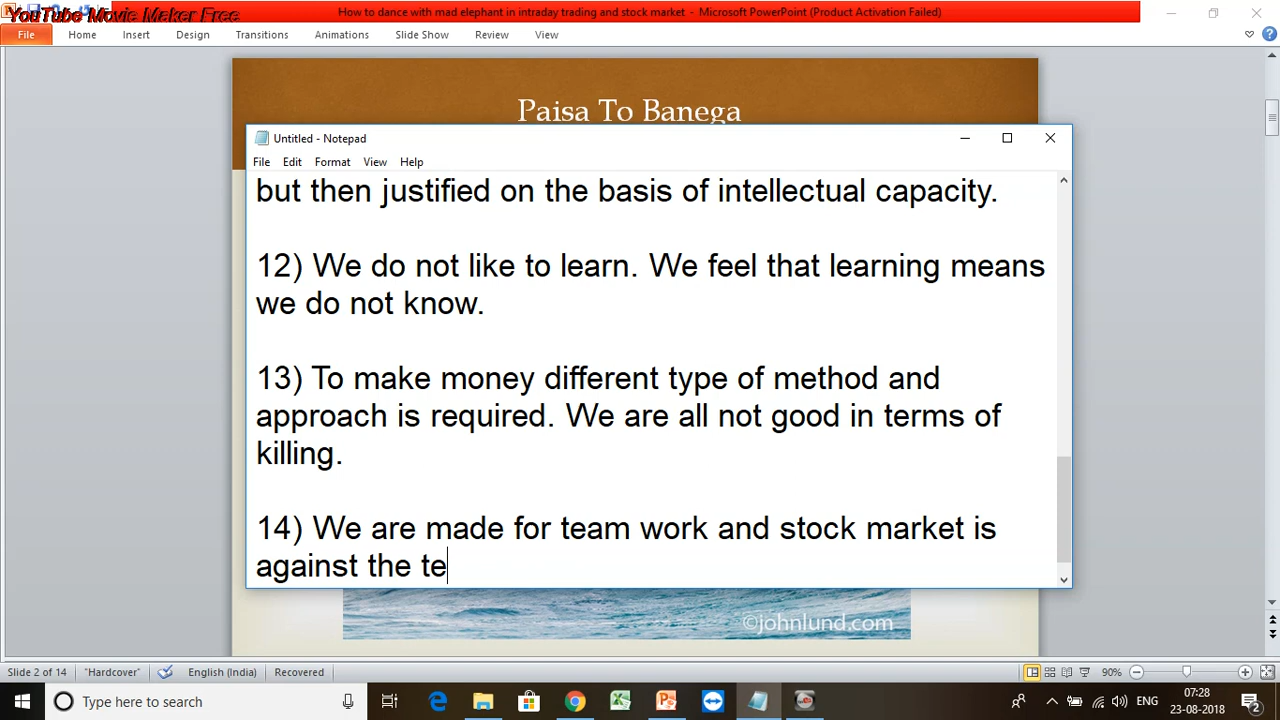 YouTube Movie Maker Free
How to dance with mad elephant in intraday trading and stock market - Microsoft PowerPoint (Product Activation Failed)
File Home Insert Design Transitions Animations Slide Show Review View
Paisa To Banega
Untitled - Notepad
File Edit Format View Help
but then justified on the basis of intellectual capacity.
12) We do not like to learn. We feel that learning means
we do not know.
13) To make money different type of method and
approach is required. We are all not good in terms of
killing.
14) We are made for team work and stock market is
against the te
©johnlund.com
Slide 2 of 14 "Hardcover" English (India) Recovered 90%
Type here to search ENG 07:28
23-08-2018 2